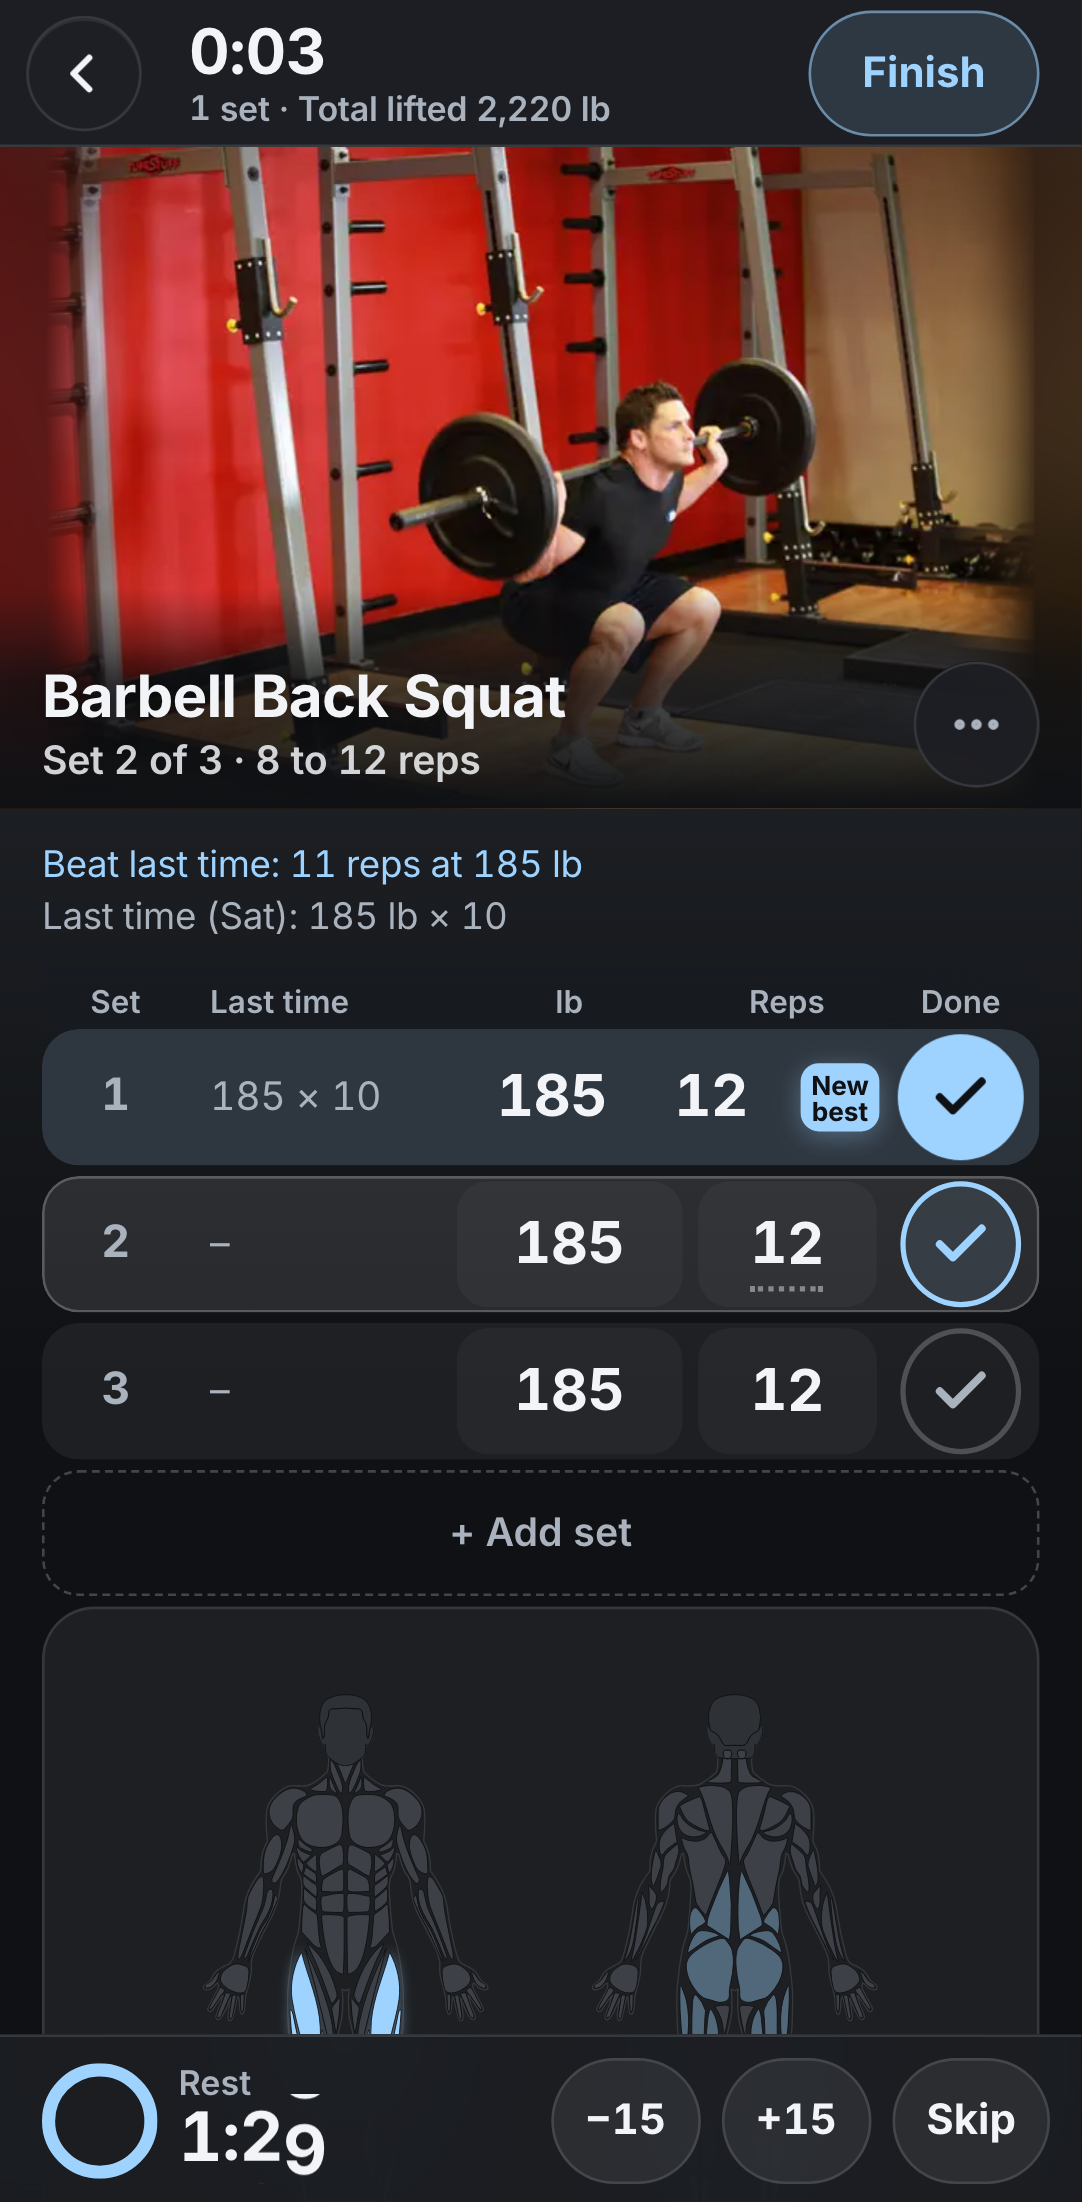 0:03
1 set · Total lifted 2,220 lb
Finish
Barbell Back Squat
Set 2 of 3 · 8 to 12 reps
Beat last time: 11 reps at 185 lb
Last time (Sat): 185 lb × 10
Set Last time lb Reps Done
1 185 × 10 185 12 New best
2 – 185 12
3 – 185 12
+ Add set
Rest
1:29
−15 +15 Skip